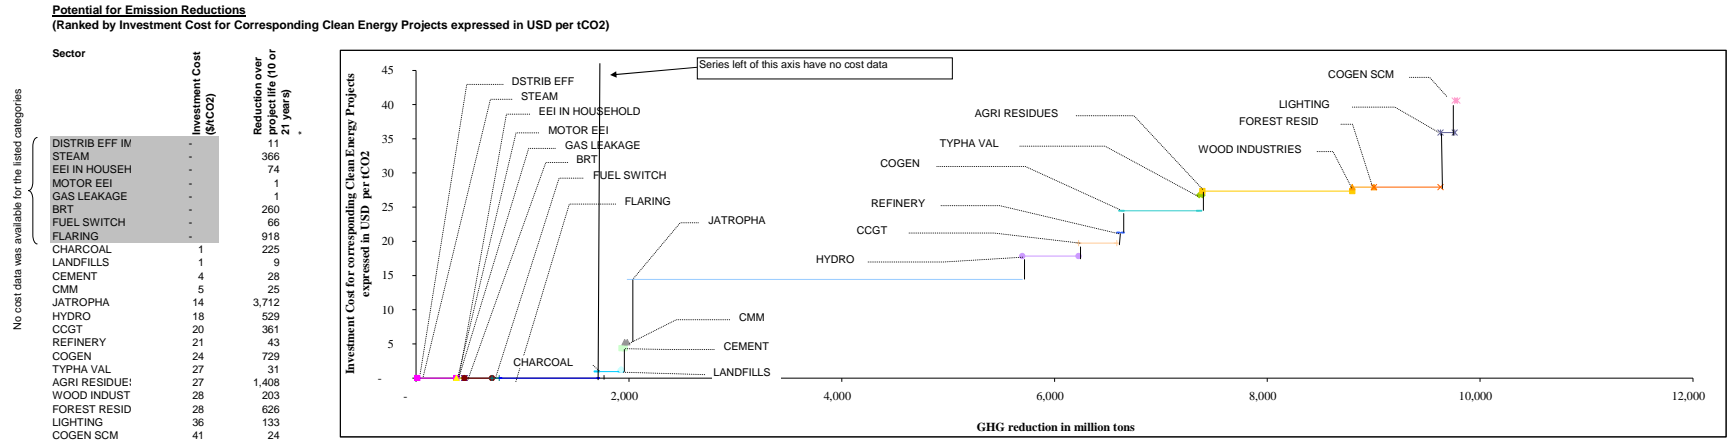 Potential for Emission Reductions
(Ranked by Investment Cost for Corresponding Clean Energy Projects expressed in USD per tCO2)
No cost data was available for the listed categories
Sector
Investment Cost ($/tCO2)
Reduction over project life (10 or 21 years)
DISTRIB EFF IM - 11
STEAM - 366
EEI IN HOUSEH - 74
MOTOR EEI - 1
GAS LEAKAGE - 1
BRT - 260
FUEL SWITCH - 66
FLARING - 918
CHARCOAL 1 225
LANDFILLS 1 9
CEMENT 4 28
CMM 5 25
JATROPHA 14 3,712
HYDRO 18 529
CCGT 20 361
REFINERY 21 43
COGEN 24 729
TYPHA VAL 27 31
AGRI RESIDUES 27 1,408
WOOD INDUST 28 203
FOREST RESID 28 626
LIGHTING 36 133
COGEN SCM 41 24
Investment Cost for corresponding Clean Energy Projects
expressed in USD per tCO2
45
40
35
30
25
20
15
10
5
-
Series left of this axis have no cost data
DSTRIB EFF
STEAM
EEI IN HOUSEHOLD
MOTOR EEI
GAS LEAKAGE
BRT
FUEL SWITCH
FLARING
JATROPHA
CMM
CEMENT
LANDFILLS
CHARCOAL
HYDRO
CCGT
REFINERY
COGEN
TYPHA VAL
AGRI RESIDUES
WOOD INDUSTRIES
FOREST RESID
LIGHTING
COGEN SCM
- 2,000 4,000 6,000 8,000 10,000 12,000
GHG reduction in million tons